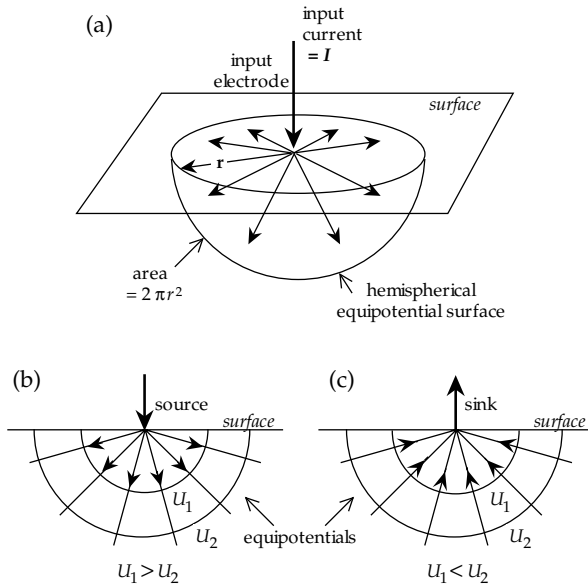 (a)
input
current
= I
input
electrode
surface
r
area
= 2 πr²
hemispherical
equipotential surface
(b)
source
surface
U₁
U₂
U₁ > U₂
equipotentials
(c)
sink
surface
U₁
U₂
U₁ < U₂